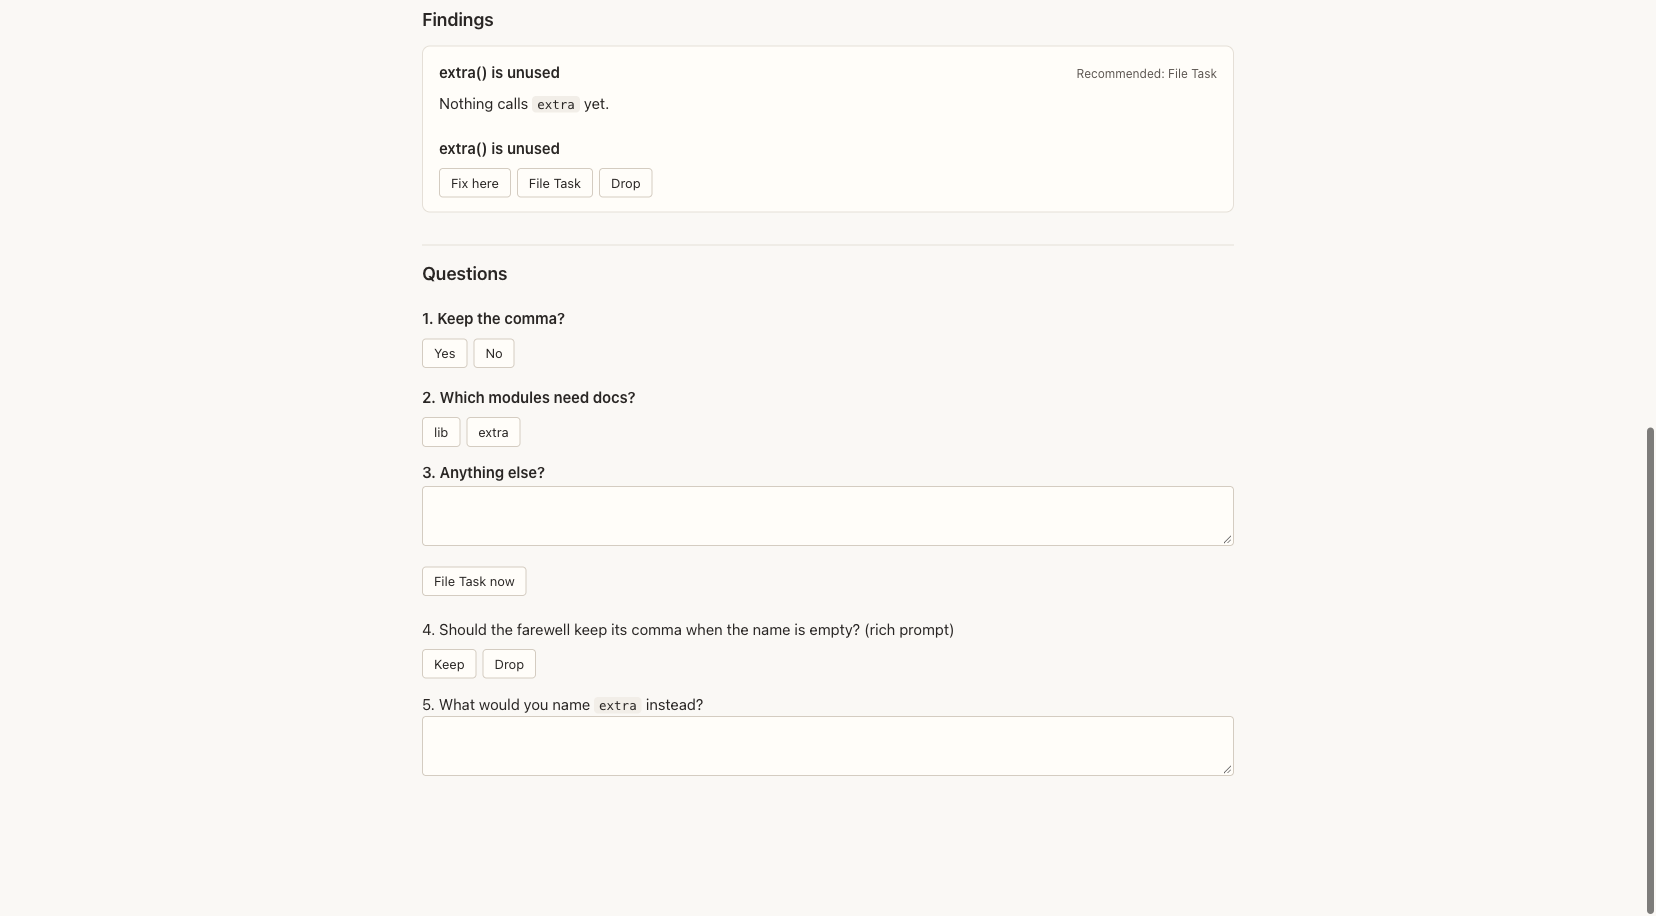 Findings
extra() is unused
Recommended: File Task
Nothing calls extra yet.
extra() is unused
Fix here File Task Drop
Questions
1. Keep the comma?
Yes No
2. Which modules need docs?
lib extra
3. Anything else?
File Task now
4. Should the farewell keep its comma when the name is empty? (rich prompt)
Keep Drop
5. What would you name extra instead?